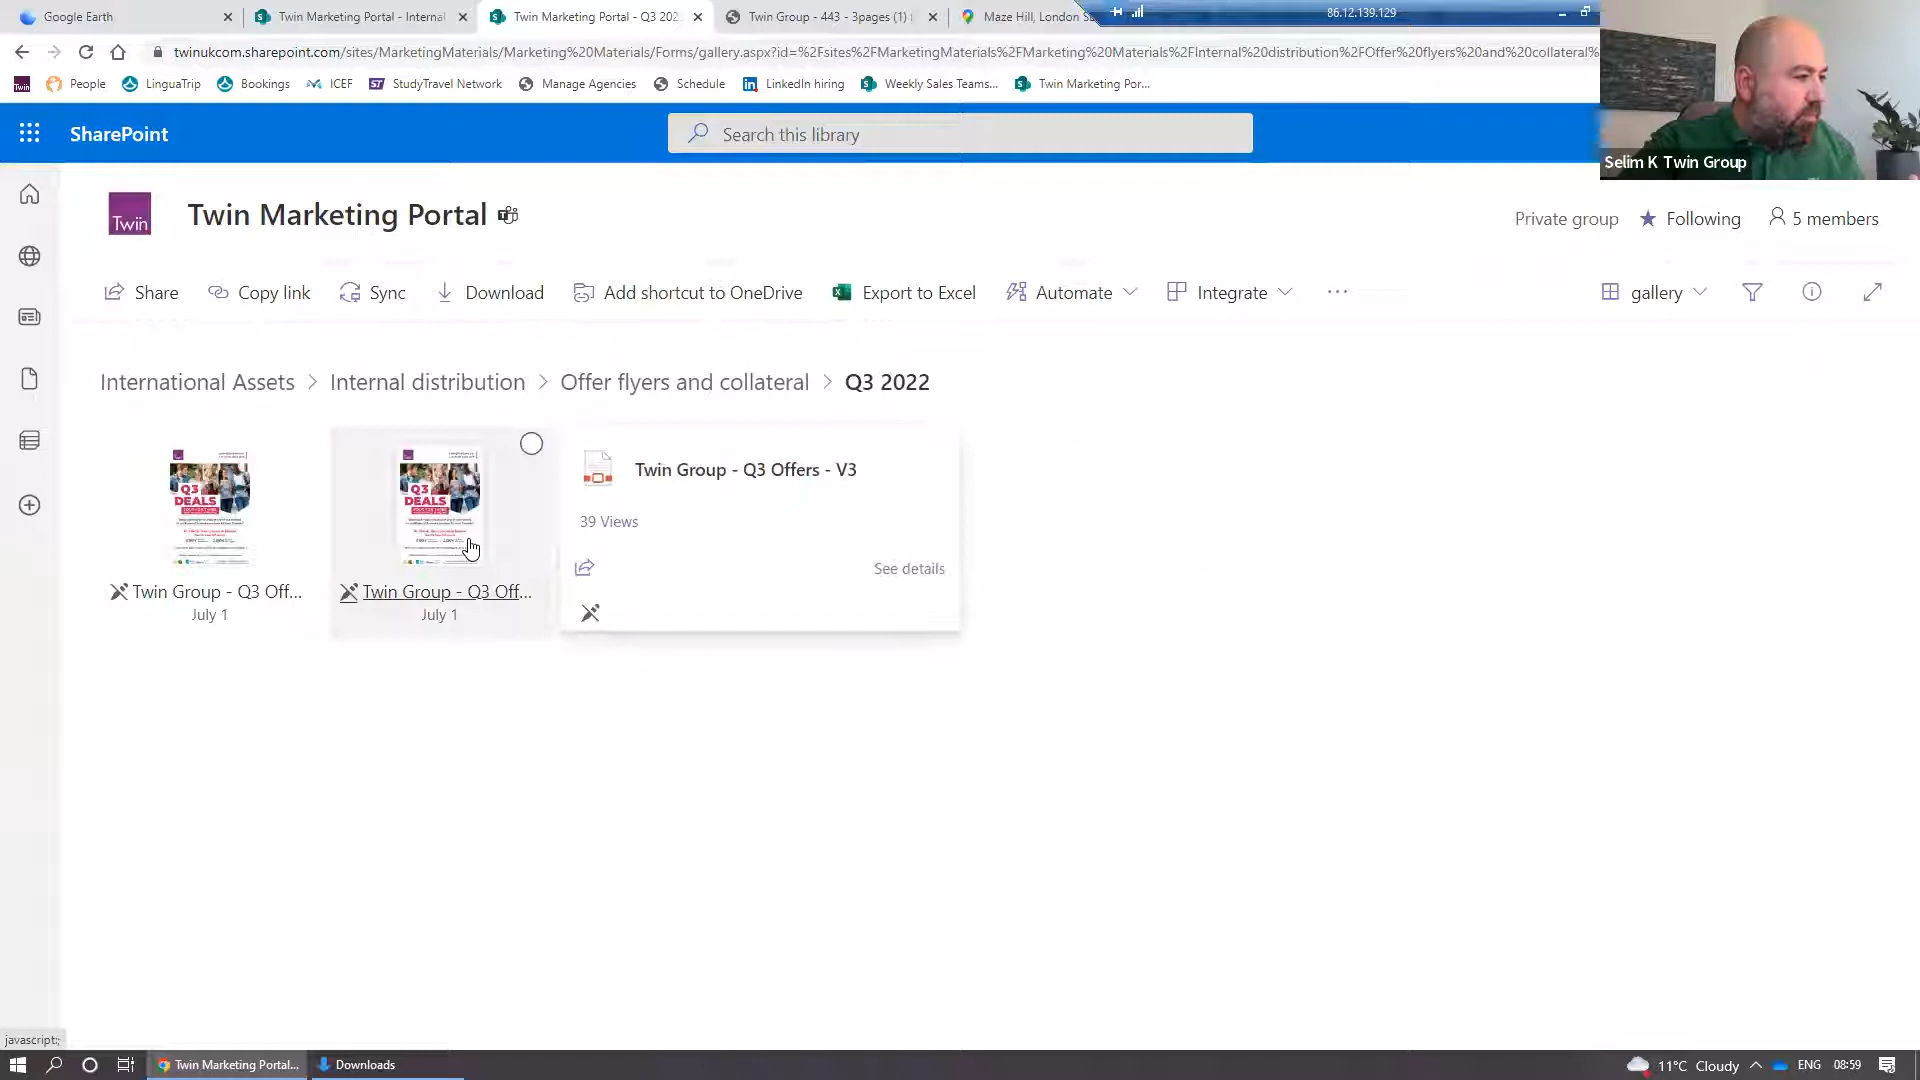 Google Earth
Twin Marketing Portal - Internal
Twin Marketing Portal - Q3 202
Twin Group - 443 - 3pages (1)
Maze Hill, London S
86.12.139.129
twinukcom.sharepoint.com/sites/MarketingMaterials/Marketing%20Materials/Forms/gallery.aspx?id=%2Fsites%2FMarketingMaterials%2FMarketing%20Materials%2FInternal%20distribution%2FOffer%20flyers%20and%20collateral%
Twin People LinguaTrip Bookings ICEF StudyTravel Network Manage Agencies Schedule LinkedIn hiring Weekly Sales Teams... Twin Marketing Por...
SharePoint
Search this library
Selim K Twin Group
Twin
Twin Marketing Portal
Private group Following 5 members
Share Copy link Sync Download Add shortcut to OneDrive Export to Excel Automate Integrate ... gallery
International Assets > Internal distribution > Offer flyers and collateral > Q3 2022
Q3 DEALS
Q3 DEALS
Twin Group - Q3 Offers - V3
39 Views
See details
Twin Group - Q3 Off...
July 1
Twin Group - Q3 Off...
July 1
javascript:;
Twin Marketing Portal...
Downloads
11°C Cloudy
ENG
08:59